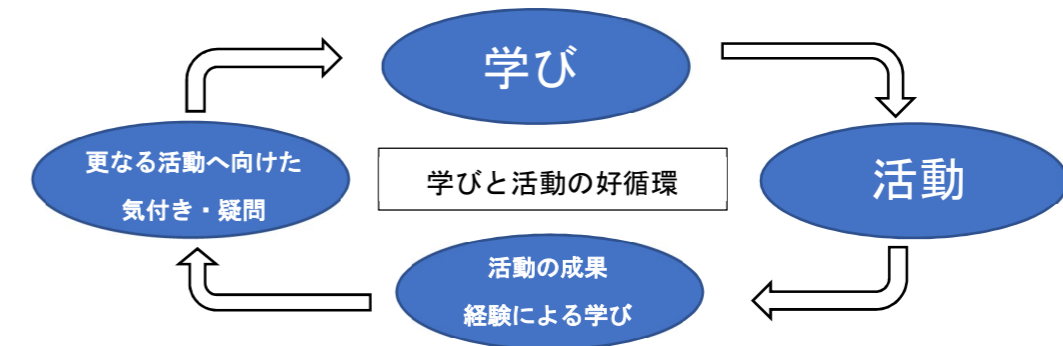 学び
活動
更なる活動へ向けた
気付き・疑問
学びと活動の好循環
活動の成果
経験による学び